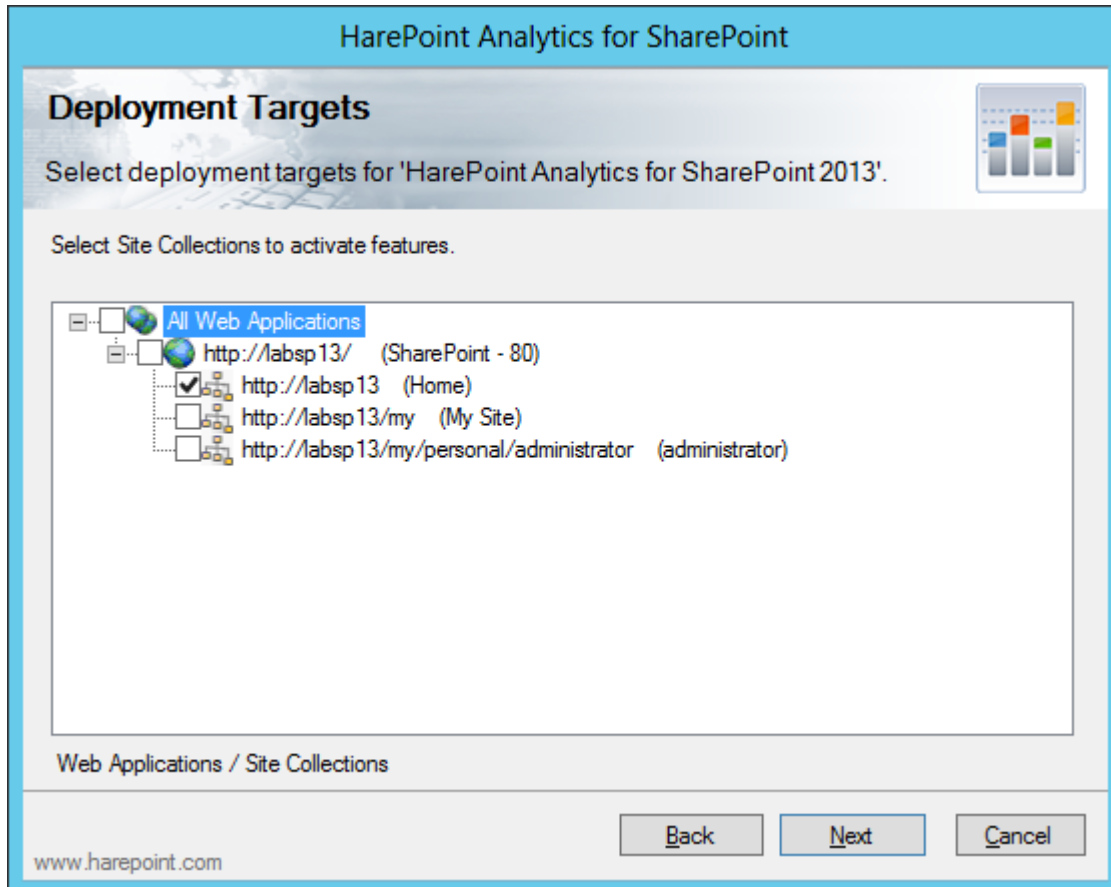 HarePoint Analytics for SharePoint
Deployment Targets
Select deployment targets for 'HarePoint Analytics for SharePoint 2013'.
Select Site Collections to activate features.
All Web Applications
http://labsp13/ (SharePoint - 80)
http://labsp13 (Home)
http://labsp13/my (My Site)
http://labsp13/my/personal/administrator (administrator)
Web Applications / Site Collections
Back Next Cancel
www.harepoint.com